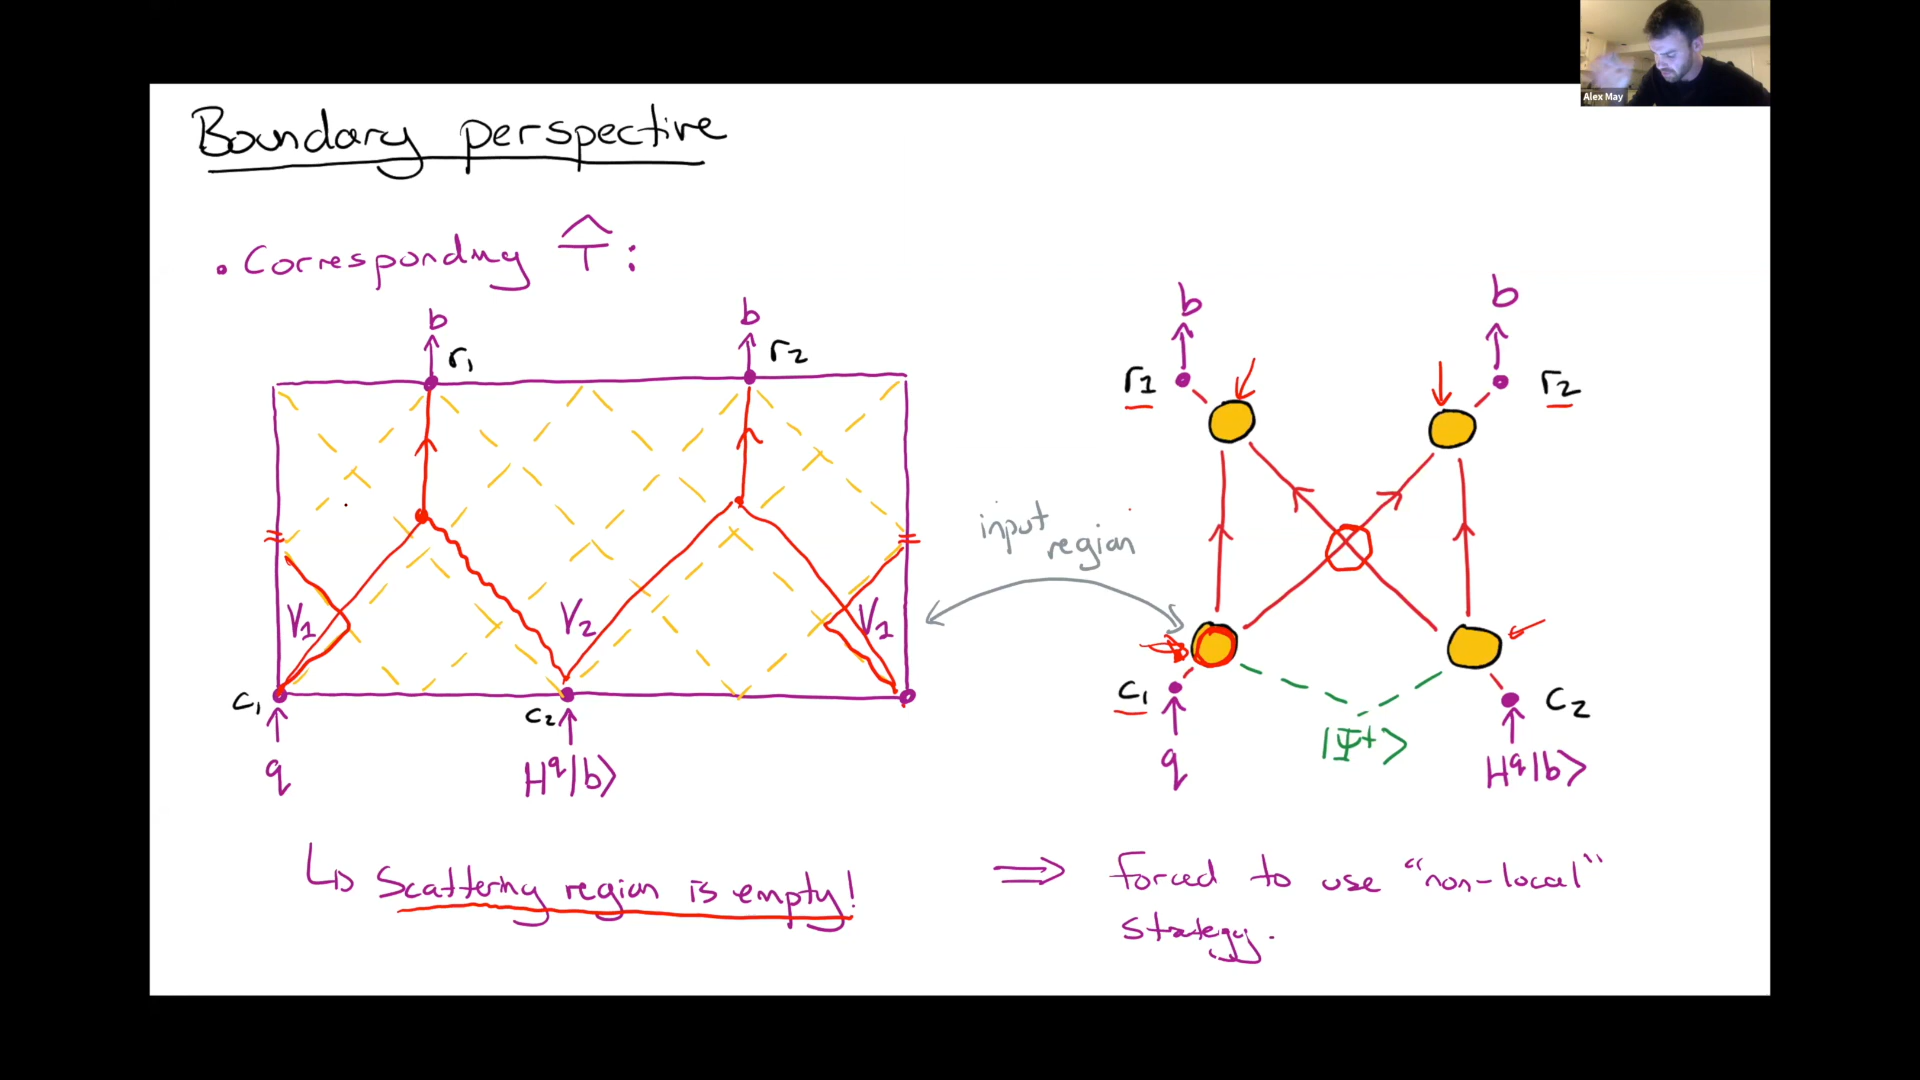 Alex May
Boundary perspective
• Corresponding T̂ :
b
b
r₁
r₂
V₁
V₂
V₁
c₁
c₂
q
H^q|b⟩
↳ Scattering region is empty!
input
region
b
b
r₁
r₂
c₁
c₂
|Ψ⁺⟩
q
H^q|b⟩
⟹ forced to use “non-local”
strategy.